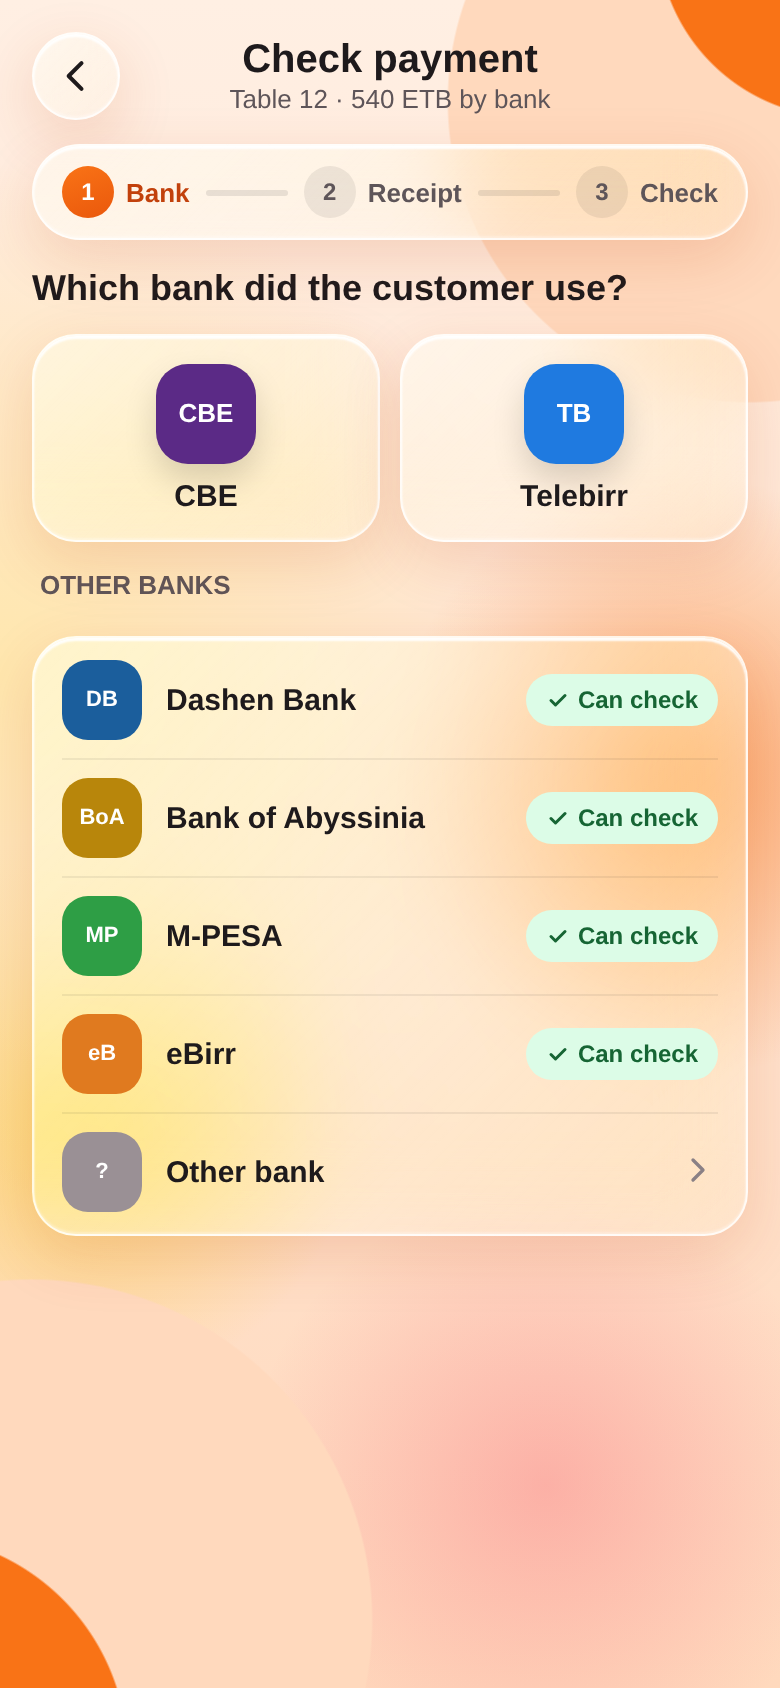 Check payment
Table 12 · 540 ETB by bank
1 Bank 2 Receipt 3 Check
Which bank did the customer use?
CBE
CBE
TB
Telebirr
OTHER BANKS
DB Dashen Bank Can check
BoA Bank of Abyssinia Can check
MP M-PESA Can check
eB eBirr Can check
? Other bank